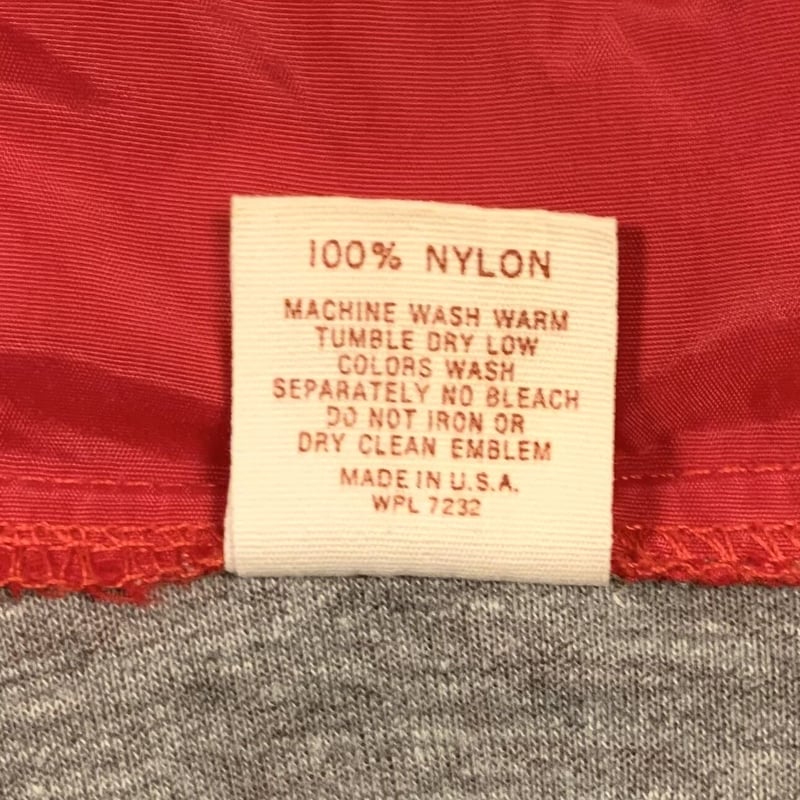 100% NYLON
MACHINE WASH WARM
TUMBLE DRY LOW
COLORS WASH
SEPARATELY NO BLEACH
DO NOT IRON OR
DRY CLEAN EMBLEM
MADE IN U.S.A.
WPL 7232